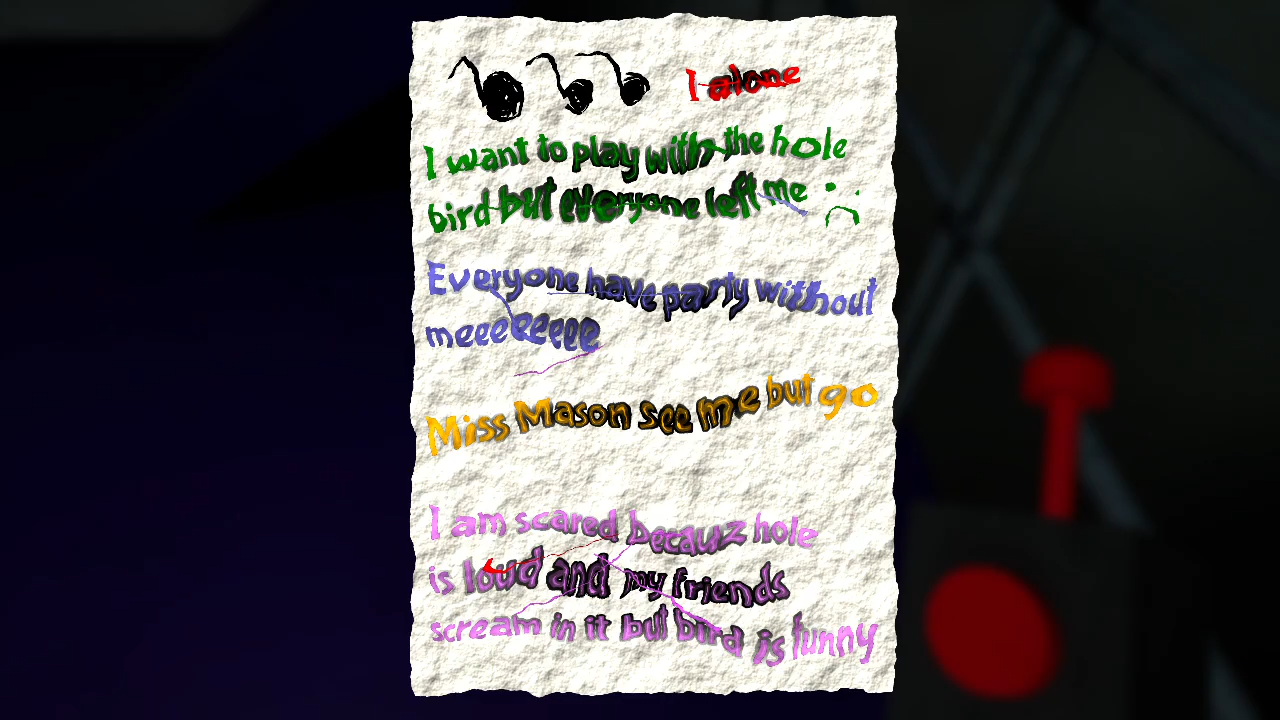 I alone
I want to play with the hole
bird but everyone left me :(
Everyone have party without
meeeeeeeee
Miss Mason see me but go
I am scared becauz hole
is loud and my friends
scream in it but bird is funny